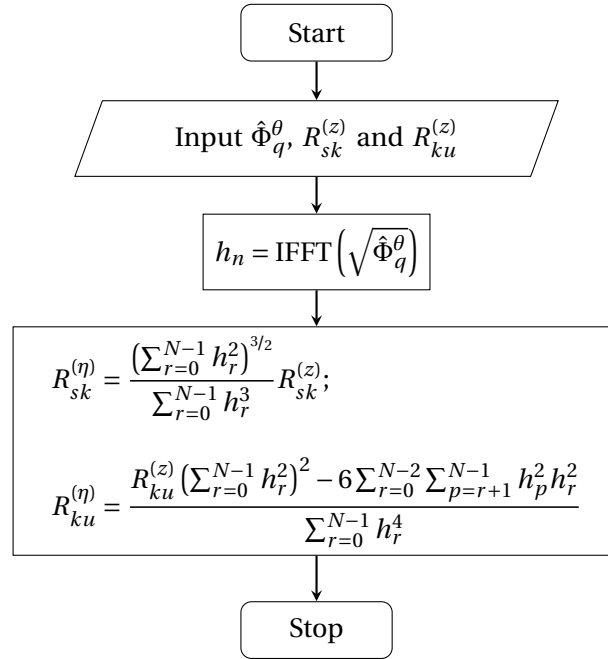 Start
Input $\hat{\Phi}_q^\theta$, $R_{sk}^{(z)}$ and $R_{ku}^{(z)}$
$h_n = \mathrm{IFFT}\left(\sqrt{\hat{\Phi}_q^\theta}\right)$
$R_{sk}^{(\eta)} = \frac{\left(\sum_{r=0}^{N-1} h_r^2\right)^{3/2}}{\sum_{r=0}^{N-1} h_r^3} R_{sk}^{(z)};$
$R_{ku}^{(\eta)} = \frac{R_{ku}^{(z)} \left(\sum_{r=0}^{N-1} h_r^2\right)^2 - 6 \sum_{r=0}^{N-2} \sum_{p=r+1}^{N-1} h_p^2 h_r^2}{\sum_{r=0}^{N-1} h_r^4}$
Stop